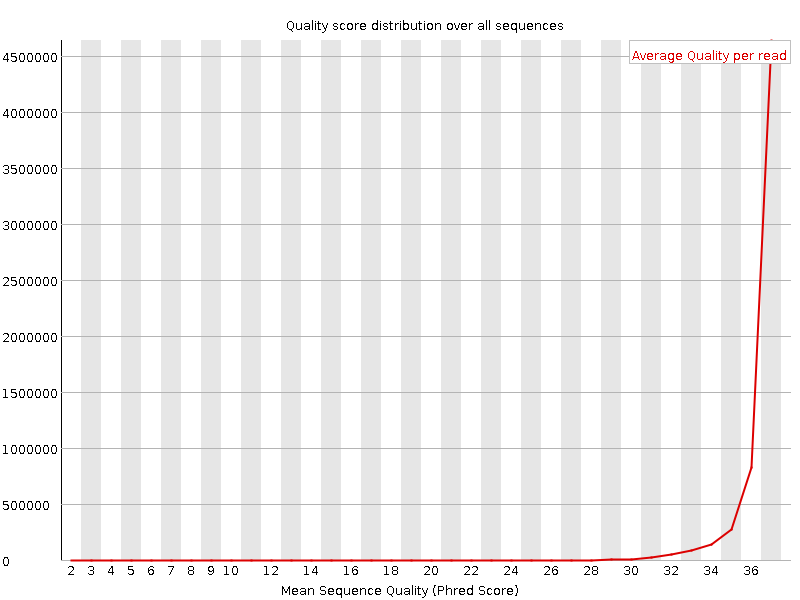 Quality score distribution over all sequences
Average Quality per read
4500000
4000000
3500000
3000000
2500000
2000000
1500000
1000000
500000
0
2 3 4 5 6 7 8 9 10 12 14 16 18 20 22 24 26 28 30 32 34 36
Mean Sequence Quality (Phred Score)